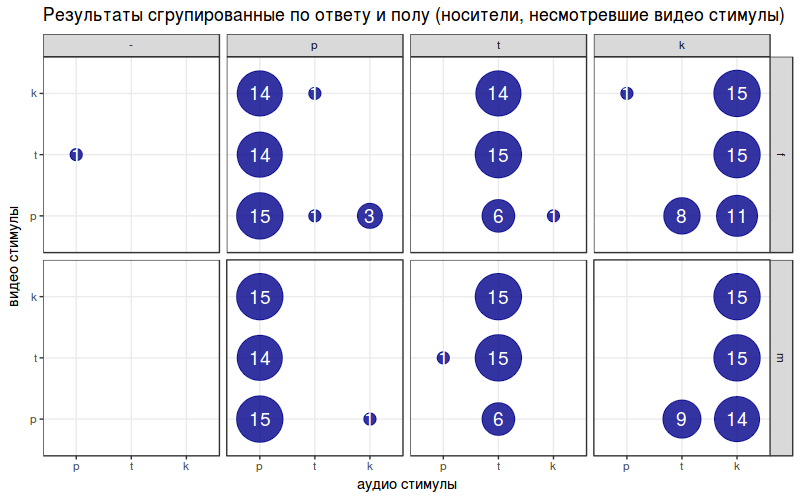 Результаты сгрупированные по ответу и полу (носители, несмотревшие видео стимулы)
- p t k
k 14 1 14 1 15
t 1 14 15 15 f
p 15 1 3 6 1 8 11
k 15 15 15
t 14 1 15 15 m
p 15 1 6 9 14
p t k p t k p t k p t k
видео стимулы
аудио стимулы